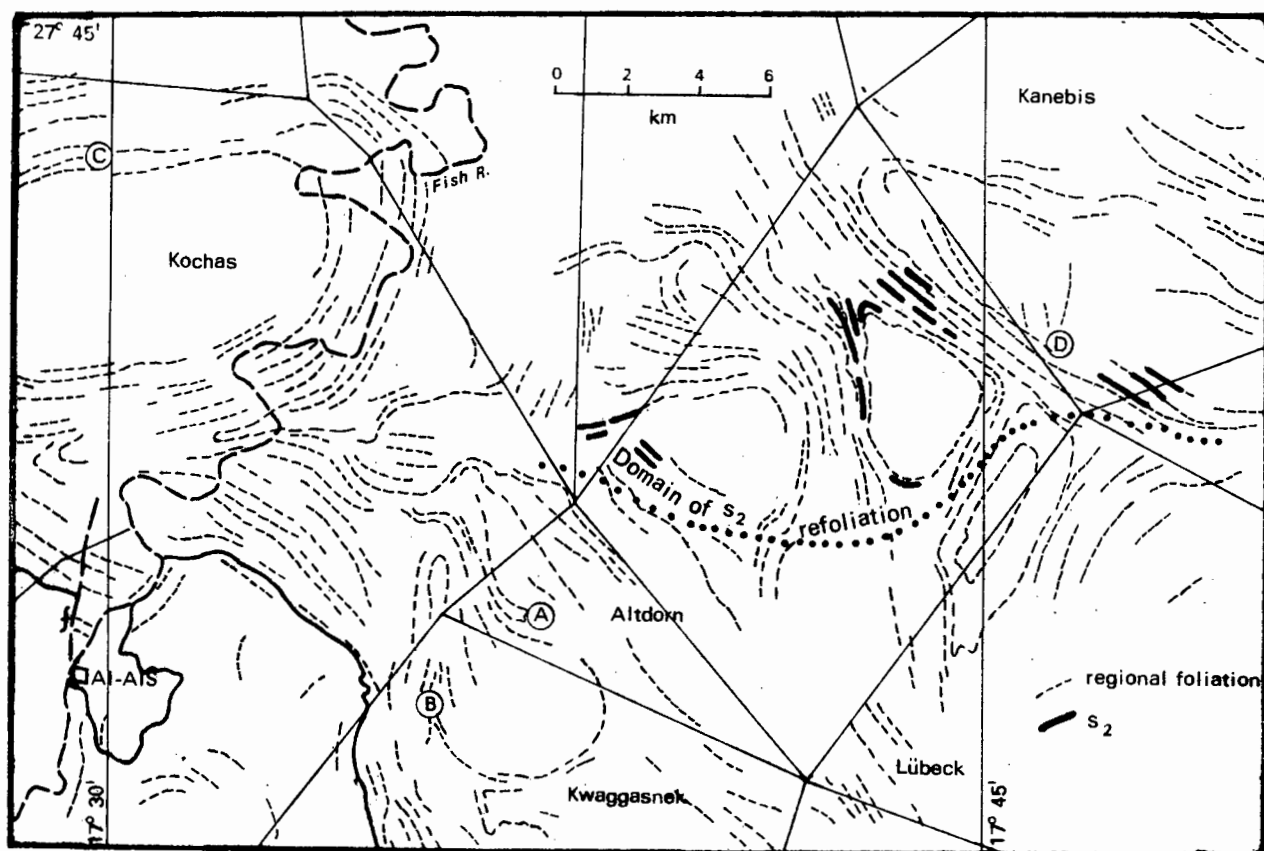 27° 45'
0 2 4 6
km
Kanebis
C
Fish R.
Kochas
D
Domain of s₂ refoliation
A
Altdorn
AI-AIS
B
regional foliation
s₂
Lübeck
Kwaggasnek
17° 30'
17° 45'